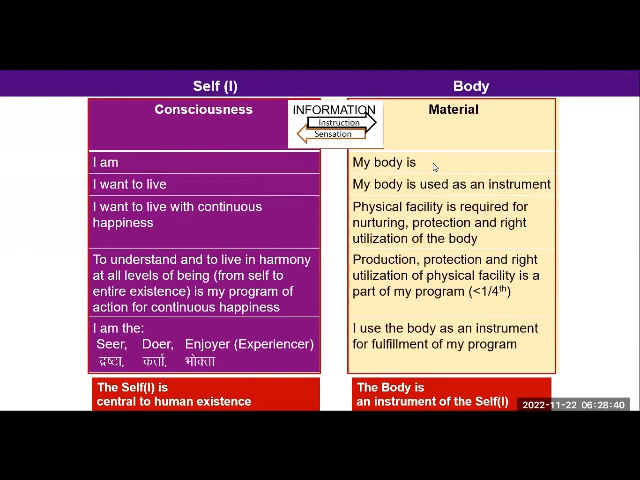 Self (I)
Body
Consciousness
INFORMATION
Instruction
Sensation
Material
I am
My body is
I want to live
My body is used as an instrument
I want to live with continuous
happiness
Physical facility is required for
nurturing, protection and right
utilization of the body
To understand and to live in harmony
at all levels of being (from self to
entire existence) is my program of
action for continuous happiness
Production, protection and right
utilization of physical facility is a
part of my program (<1/4th)
I am the:
Seer, Doer, Enjoyer (Experiencer)
द्रष्टा, कर्ता, भोक्ता
I use the body as an instrument
for fulfillment of my program
The Self(I) is
central to human existence
The Body is
an instrument of the Self(I)
2022-11-22 06:28:40